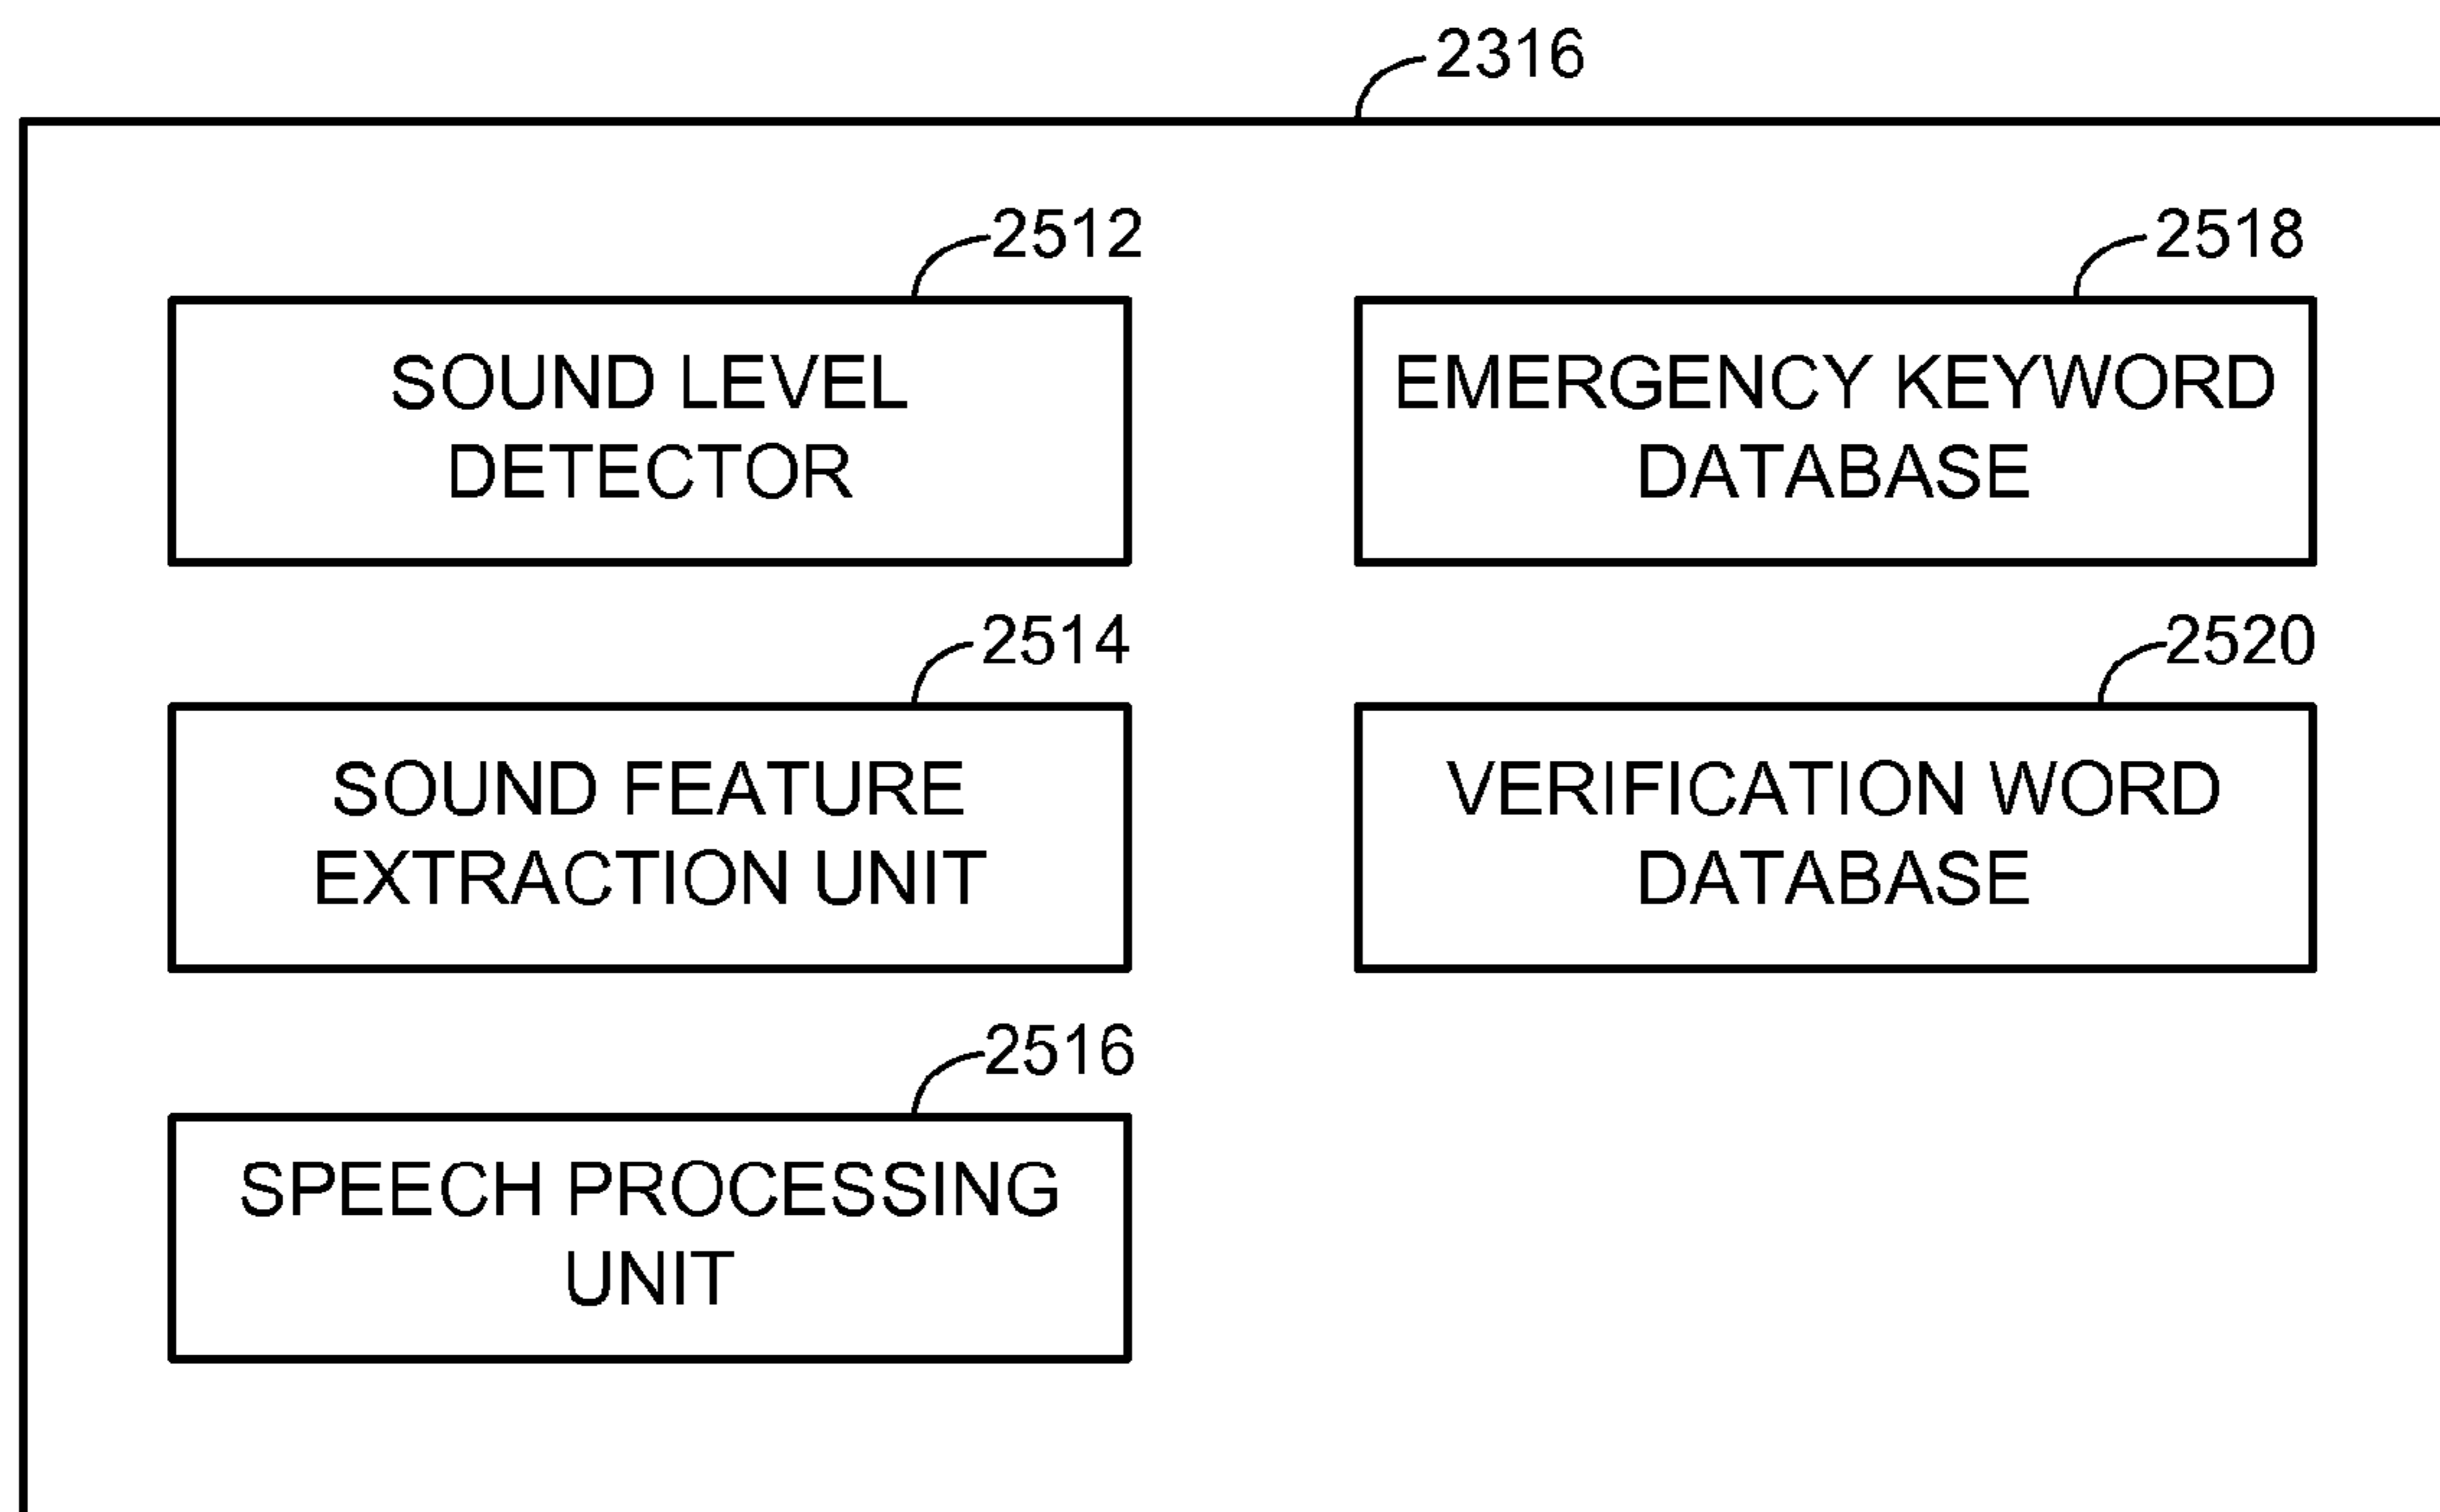 2316
2512
SOUND LEVEL
DETECTOR
2518
EMERGENCY KEYWORD
DATABASE
2514
SOUND FEATURE
EXTRACTION UNIT
2520
VERIFICATION WORD
DATABASE
2516
SPEECH PROCESSING
UNIT